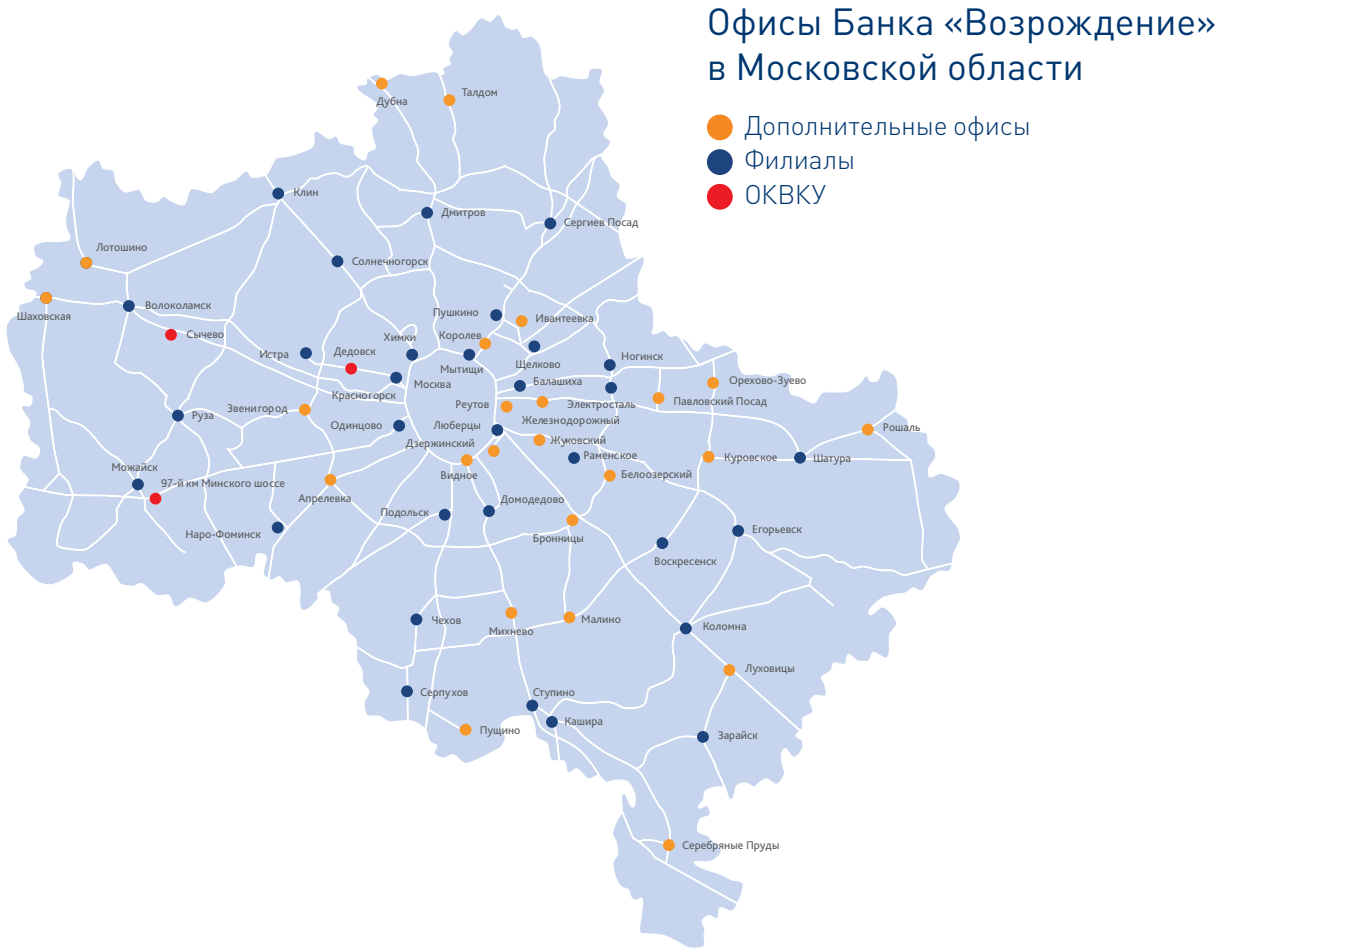 Офисы Банка «Возрождение»
в Московской области
Дополнительные офисы
Филиалы
ОКВКУ
Дубна
Талдом
Клин
Дмитров
Сергиев Посад
Лотошино
Солнечногорск
Шаховская
Волоколамск
Сычево
Пушкино
Ивантеевка
Химки
Королев
Истра
Дедовск
Мытищи
Щелково
Ногинск
Москва
Балашиха
Орехово-Зуево
Красногорск
Звенигород
Реутов
Электросталь
Павловский Посад
Руза
Одинцово
Люберцы
Железнодорожный
Рошаль
Дзержинский
Жуковский
Раменское
Куровское
Шатура
Можайск
97-й км Минского шоссе
Видное
Белоозерский
Апрелевка
Домодедово
Подольск
Наро-Фоминск
Бронницы
Егорьевск
Воскресенск
Чехов
Михнево
Малино
Коломна
Луховицы
Серпухов
Ступино
Кашира
Пущино
Зарайск
Серебряные Пруды